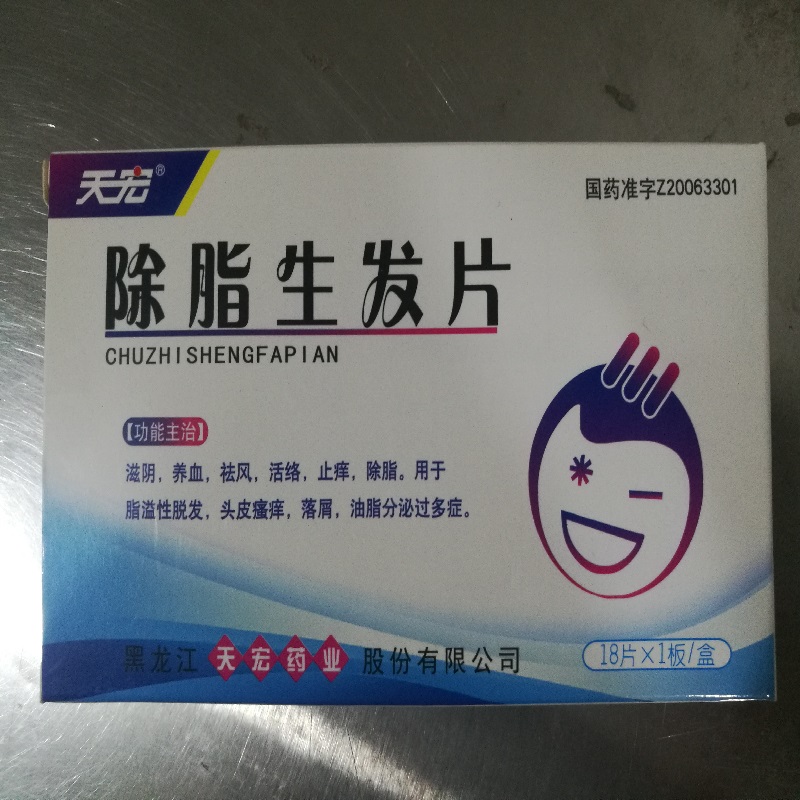 天宏®
国药准字Z20063301
除脂生发片
CHUZHISHENGFAPIAN
【功能主治】
滋阴，养血，祛风，活络，止痒，除脂。用于
脂溢性脱发，头皮瘙痒，落屑，油脂分泌过多症。
黑龙江天宏药业股份有限公司
18片×1板/盒